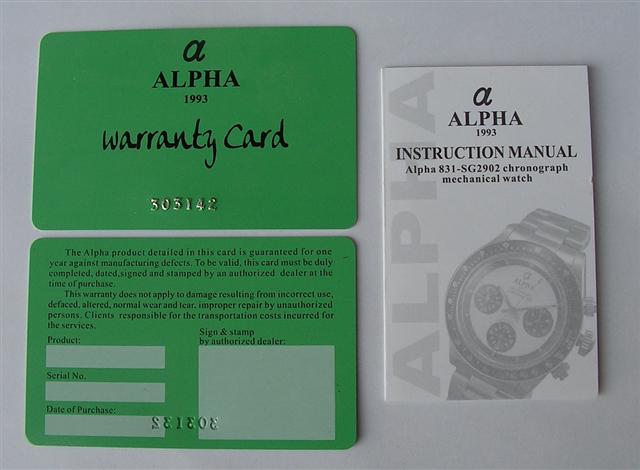 α
ALPHA
1993
Warranty Card
303142
The Alpha product detailed in this card is guaranteed for one
year against manufacturing defects. To be valid, this card must be duly
completed, dated,signed and stamped by an authorized dealer at the
time of purchase.
This warranty does not apply to damage resulting from incorrect use,
defaced, altered, normal wear and tear, improper repair by unauthorized
persons. Clients responsible for the transportation costs incurred for
the services.
Product:
Sign & stamp
by authorized dealer:
Serial No.
Date of Purchase:
303132
α
ALPHA
1993
INSTRUCTION MANUAL
Alpha 831-SG2902 chronograph
mechanical watch
ALPHA
ALPHA